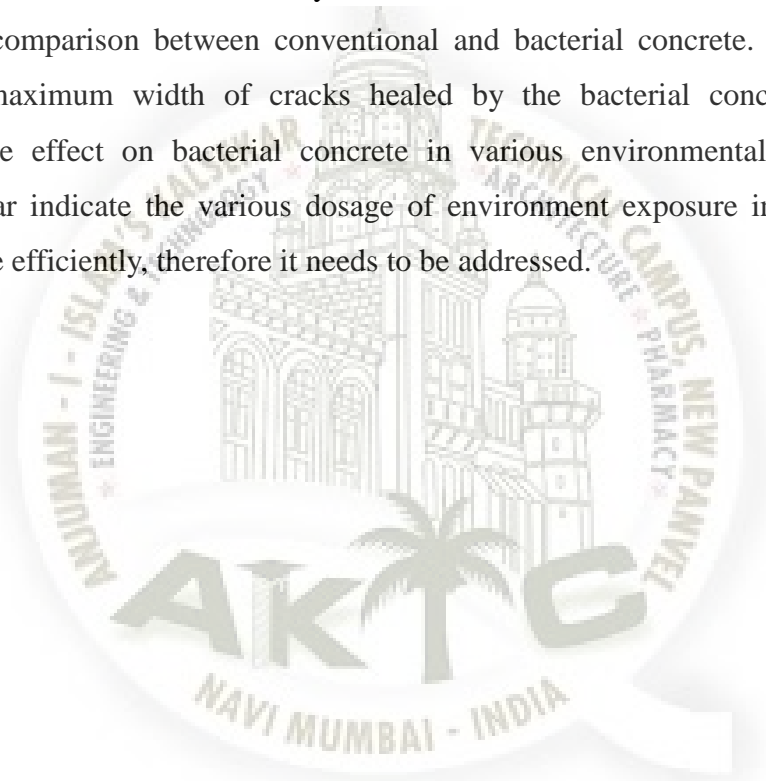 comparison between conventional and bacterial concrete.
maximum width of cracks healed by the bacterial conc
e effect on bacterial concrete in various environmental
ar indicate the various dosage of environment exposure in
e efficiently, therefore it needs to be addressed.
ANJUMAN - I - ISLAM'S KALSEKAR TECHNICAL CAMPUS, NEW PANVEL
ENGINEERING & TECHNOLOGY * ARCHITECTURE * PHARMACY
AKTC
NAVI MUMBAI - INDIA